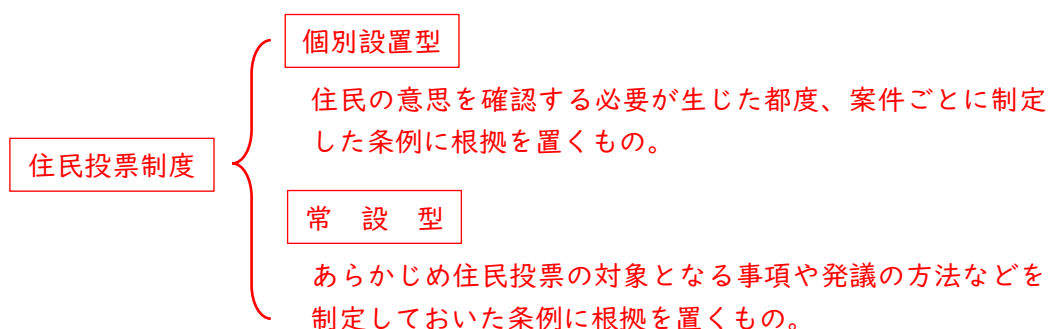 個別設置型
住民の意思を確認する必要が生じた都度、案件ごとに制定
した条例に根拠を置くもの。
住民投票制度
常 設 型
あらかじめ住民投票の対象となる事項や発議の方法などを
制定しておいた条例に根拠を置くもの。